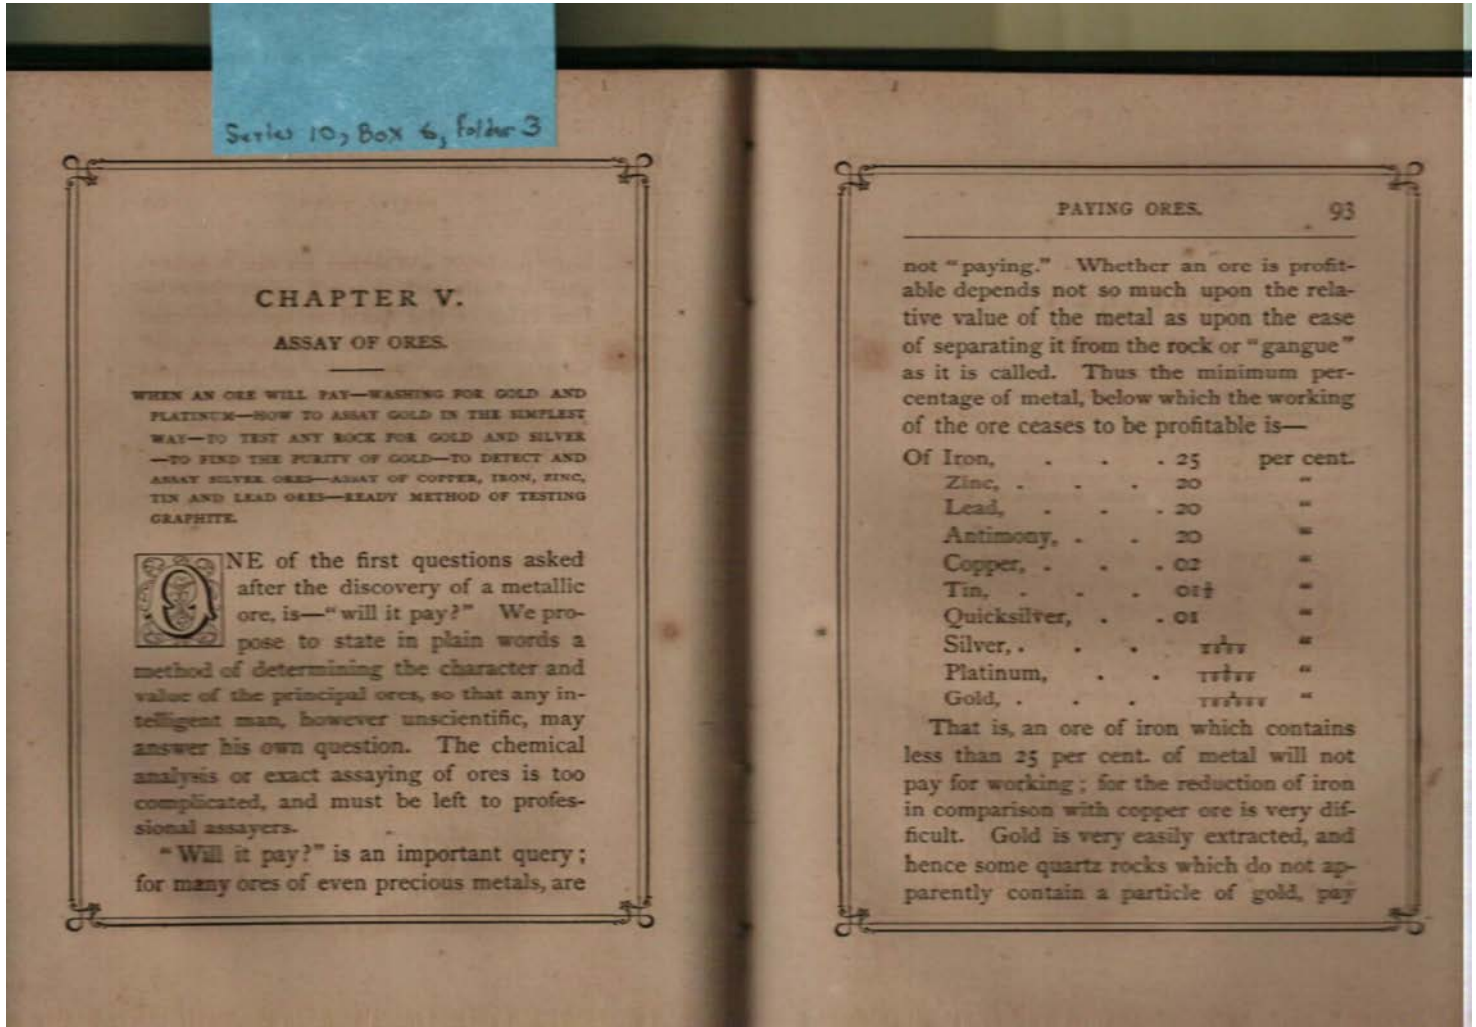 Series 10, Box 6, Folder 3
CHAPTER V.
ASSAY OF ORES.
WHEN AN ORE WILL PAY—WASHING FOR GOLD AND
PLATINUM—HOW TO ASSAY GOLD IN THE SIMPLEST
WAY—TO TEST ANY ROCK FOR GOLD AND SILVER
—TO FIND THE PURITY OF GOLD—TO DETECT AND
ASSAY SILVER ORES—ASSAY OF COPPER, IRON, ZINC,
TIN AND LEAD ORES—READY METHOD OF TESTING
GRAPHITE.
ONE of the first questions asked
after the discovery of a metallic
ore, is—“will it pay?” We pro-
pose to state in plain words a
method of determining the character and
value of the principal ores, so that any in-
telligent man, however unscientific, may
answer his own question. The chemical
analysis or exact assaying of ores is too
complicated, and must be left to profes-
sional assayers.
“Will it pay?” is an important query;
for many ores of even precious metals, are
PAYING ORES. 93
not “paying.” Whether an ore is profit-
able depends not so much upon the rela-
tive value of the metal as upon the ease
of separating it from the rock or “gangue”
as it is called. Thus the minimum per-
centage of metal, below which the working
of the ore ceases to be profitable is—
Of Iron, . . . 25 per cent.
Zinc, . . . 20 “
Lead, . . . 20 “
Antimony, . . 20 “
Copper, . . . 02 “
Tin, . . . 01½ “
Quicksilver, . . 01 “
Silver, . . . “
Platinum, . . “
Gold, . . . “
That is, an ore of iron which contains
less than 25 per cent. of metal will not
pay for working; for the reduction of iron
in comparison with copper ore is very dif-
ficult. Gold is very easily extracted, and
hence some quartz rocks which do not ap-
parently contain a particle of gold, pay